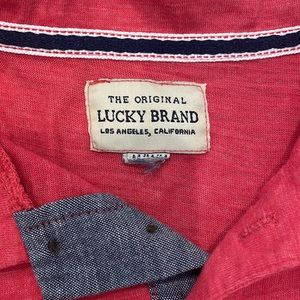 THE ORIGINAL
LUCKY BRAND
LOS ANGELES, CALIFORNIA